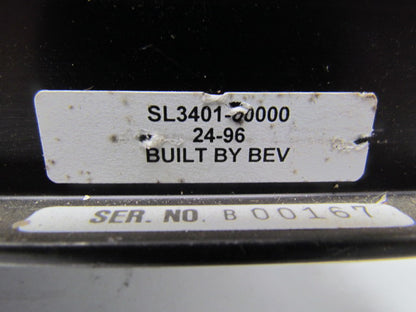 SL3401-00000
24-96
BUILT BY BEV
SER. NO. B 00167